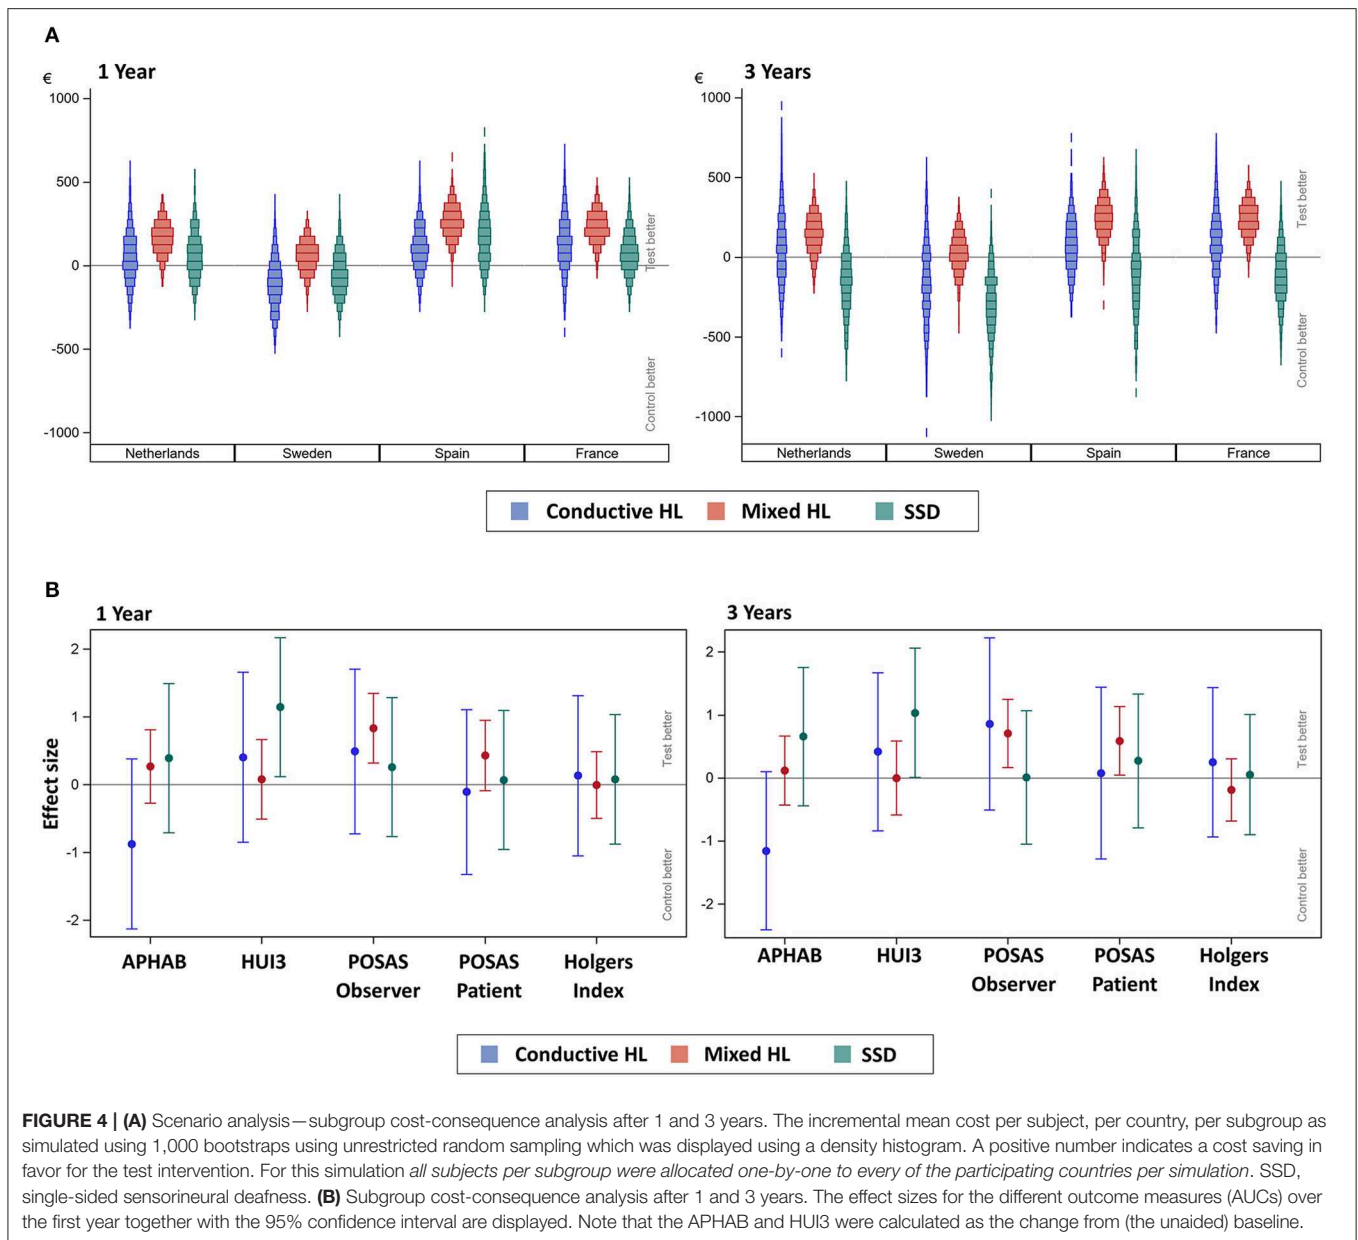 A
€
1 Year
1000
500
0
-500
-1000
Test better
Control better
Netherlands
Sweden
Spain
France
€
3 Years
1000
500
0
-500
-1000
Test better
Control better
Netherlands
Sweden
Spain
France
Conductive HL
Mixed HL
SSD
B
1 Year
Effect size
2
1
0
-1
-2
Test better
Control better
APHAB
HUI3
POSAS
Observer
POSAS
Patient
Holgers
Index
3 Years
2
1
0
-1
-2
Test better
Control better
APHAB
HUI3
POSAS
Observer
POSAS
Patient
Holgers
Index
Conductive HL
Mixed HL
SSD
FIGURE 4 | (A) Scenario analysis—subgroup cost-consequence analysis after 1 and 3 years. The incremental mean cost per subject, per country, per subgroup as
simulated using 1,000 bootstraps using unrestricted random sampling which was displayed using a density histogram. A positive number indicates a cost saving in
favor for the test intervention. For this simulation all subjects per subgroup were allocated one-by-one to every of the participating countries per simulation. SSD,
single-sided sensorineural deafness. (B) Subgroup cost-consequence analysis after 1 and 3 years. The effect sizes for the different outcome measures (AUCs) over
the first year together with the 95% confidence interval are displayed. Note that the APHAB and HUI3 were calculated as the change from (the unaided) baseline.